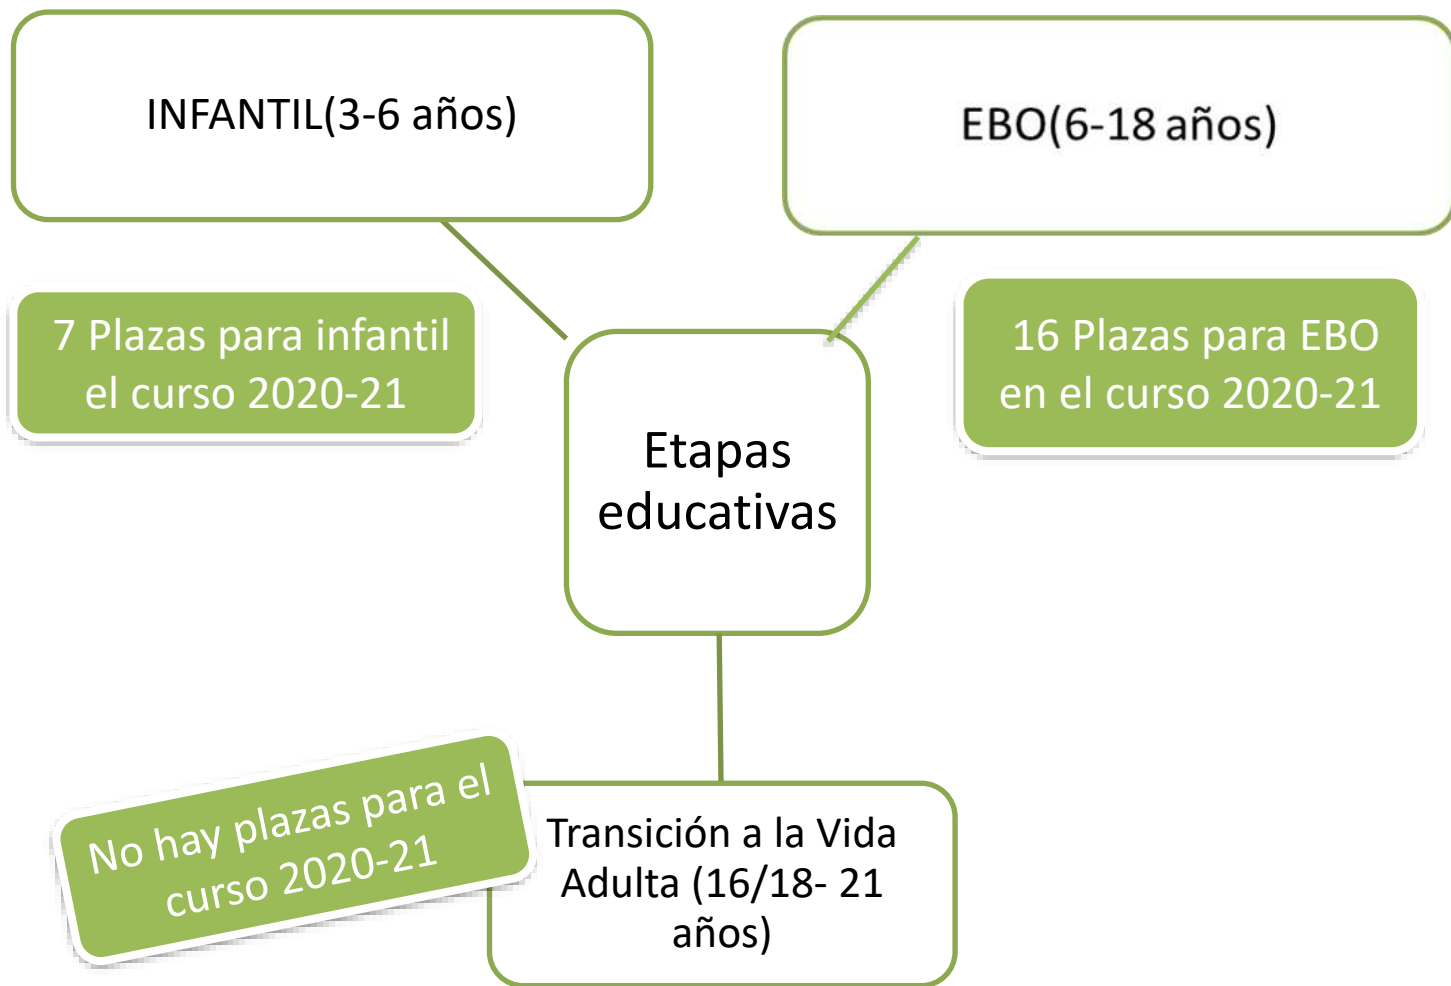 INFANTIL(3-6 años)
EBO(6-18 años)
7 Plazas para infantil
el curso 2020-21
16 Plazas para EBO
en el curso 2020-21
Etapas
educativas
No hay plazas para el
curso 2020-21
Transición a la Vida
Adulta (16/18- 21
años)